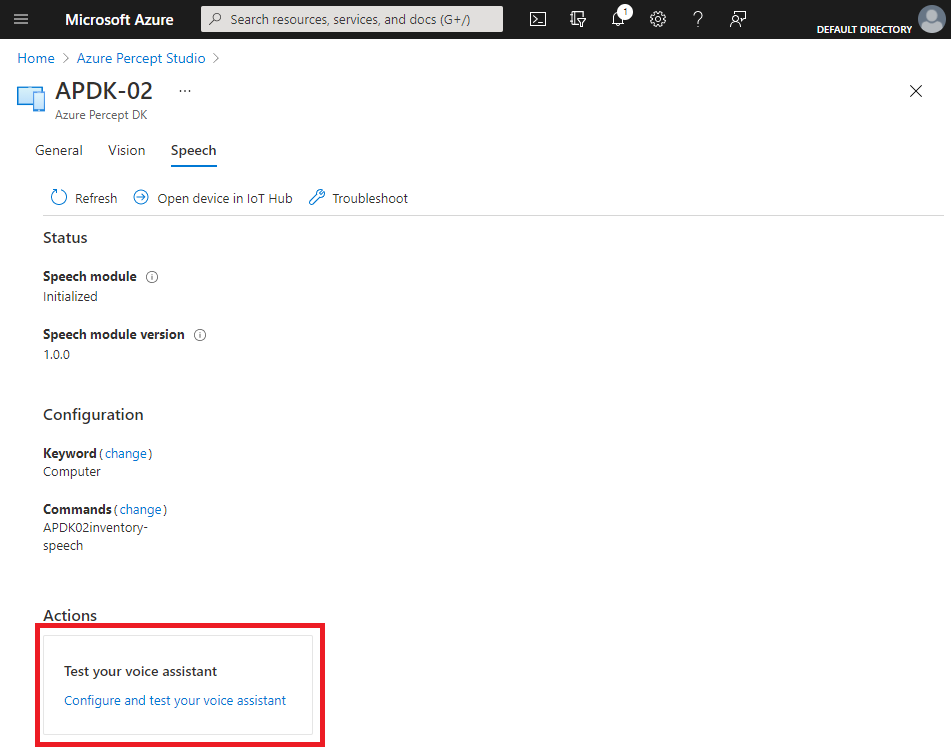 Microsoft Azure
Search resources, services, and docs (G+/)
1
DEFAULT DIRECTORY
Home > Azure Percept Studio >
APDK-02 ...
Azure Percept DK
General Vision Speech
Refresh Open device in IoT Hub Troubleshoot
Status
Speech module
Initialized
Speech module version
1.0.0
Configuration
Keyword (change)
Computer
Commands (change)
APDK02inventory-
speech
Actions
Test your voice assistant
Configure and test your voice assistant